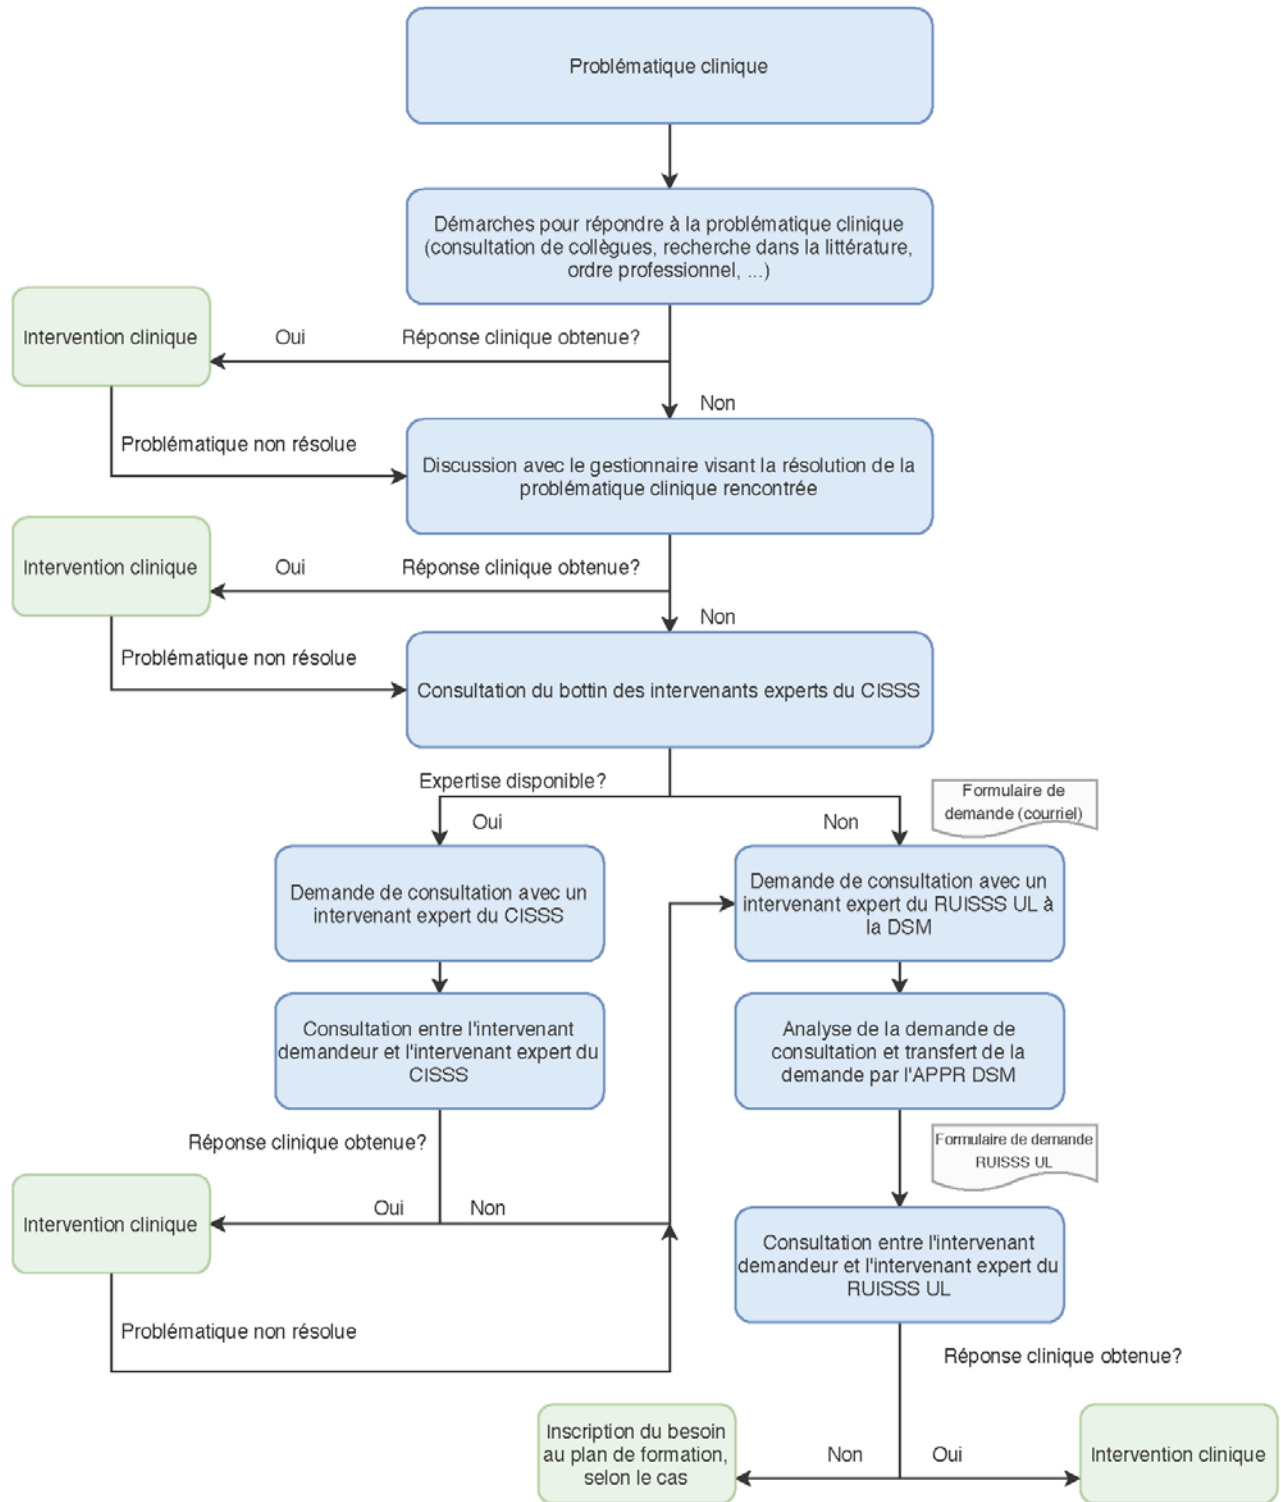 Problématique clinique
Démarches pour répondre à la problématique clinique
(consultation de collègues, recherche dans la littérature,
ordre professionnel, ...)
Intervention clinique
Oui
Réponse clinique obtenue?
Non
Problématique non résolue
Discussion avec le gestionnaire visant la résolution de la
problématique clinique rencontrée
Intervention clinique
Oui
Réponse clinique obtenue?
Non
Problématique non résolue
Consultation du bottin des intervenants experts du CISSS
Expertise disponible?
Oui
Non
Formulaire de
demande (courriel)
Demande de consultation avec un
intervenant expert du CISSS
Demande de consultation avec un
intervenant expert du RUISSS UL à
la DSM
Consultation entre l'intervenant
demandeur et l'intervenant expert du
CISSS
Analyse de la demande de
consultation et transfert de la
demande par l'APPR DSM
Réponse clinique obtenue?
Formulaire de demande
RUISSS UL
Intervention clinique
Oui
Non
Consultation entre l'intervenant
demandeur et l'intervenant expert du
RUISSS UL
Problématique non résolue
Réponse clinique obtenue?
Inscription du besoin
au plan de formation,
selon le cas
Non
Oui
Intervention clinique